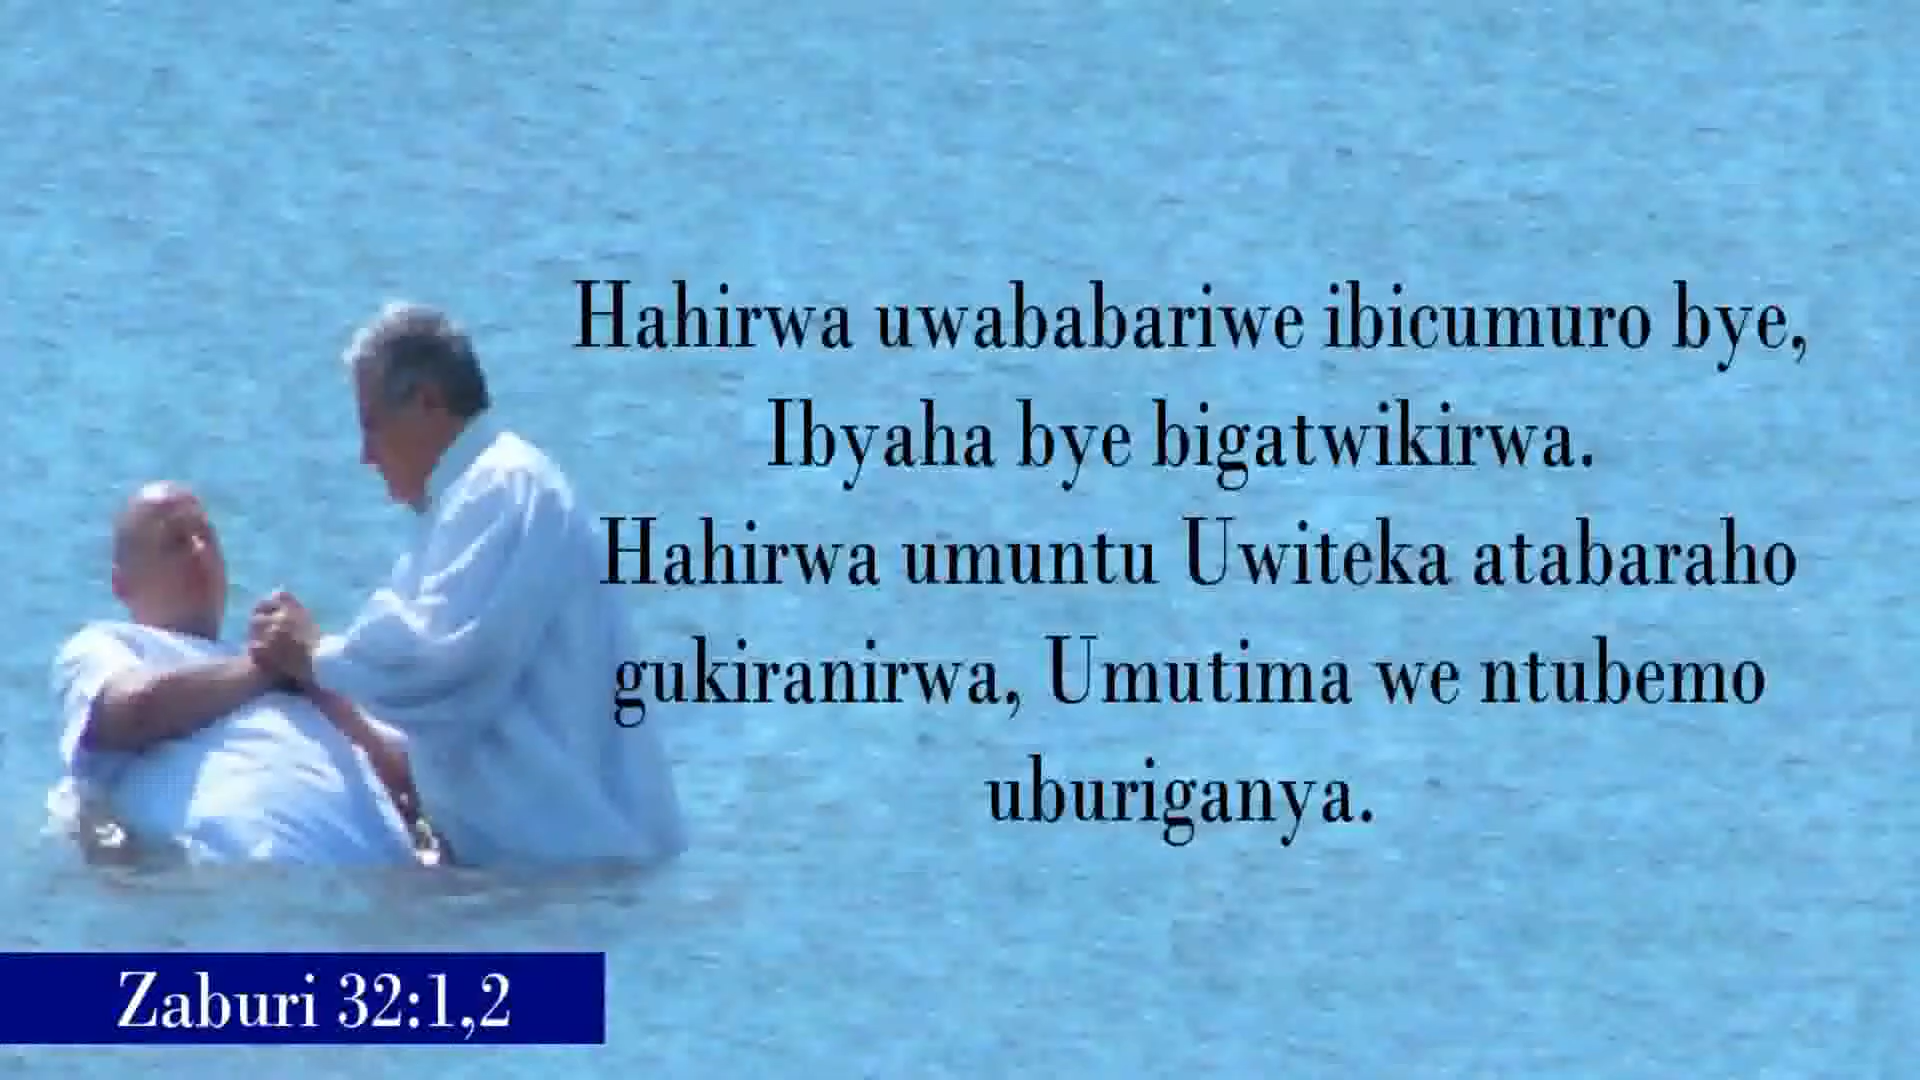 Hahirwa uwababariwe ibicumuro bye,
Ibyaha bye bigatwikirwa.
Hahirwa umuntu Uwiteka atabaraho
gukiranirwa, Umutima we ntubemo
uburiganya.
Zaburi 32:1,2